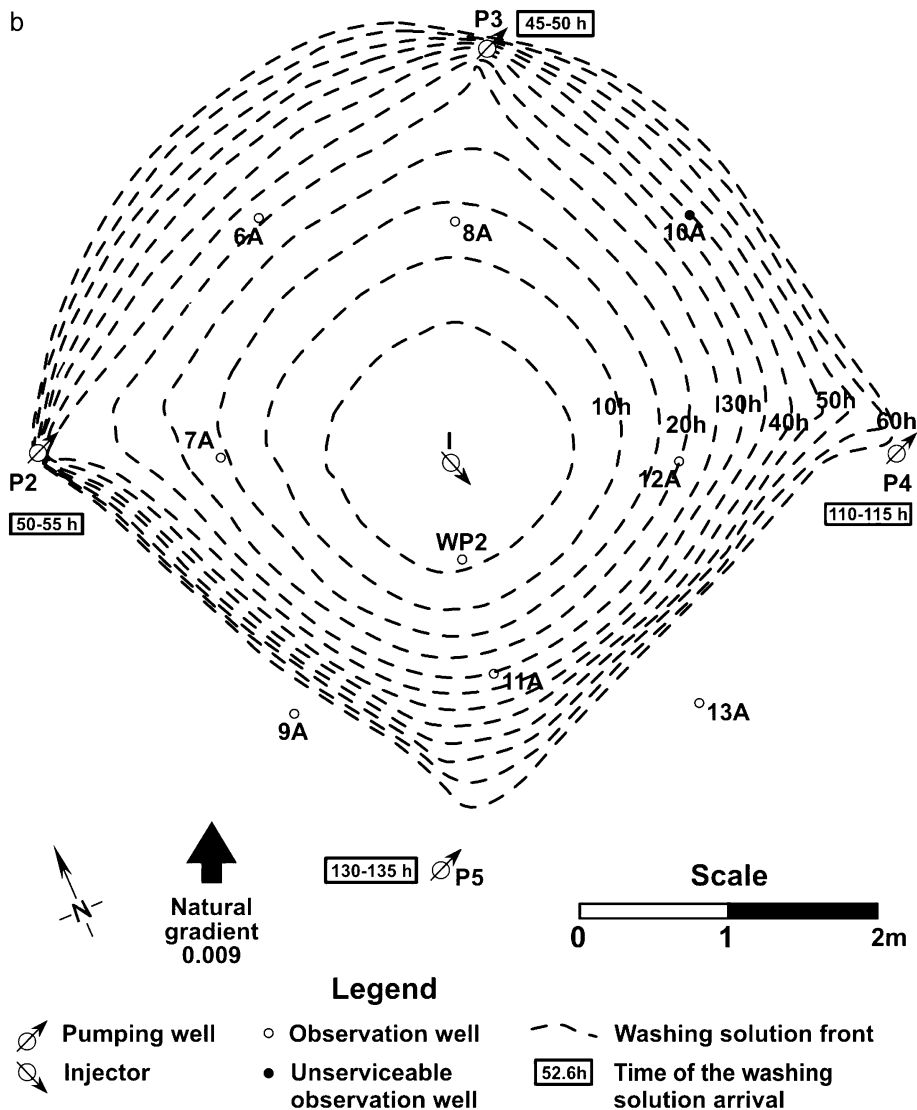 b
P3
45-50 h
6A
8A
10A
10h
20h
30h
40h
50h
60h
7A
I
12A
P2
P4
50-55 h
110-115 h
WP2
11A
13A
9A
130-135 h
P5
N
Natural
gradient
0.009
Scale
0 1 2m
Legend
Pumping well
Observation well
Washing solution front
Injector
Unserviceable
observation well
52.6h
Time of the washing
solution arrival